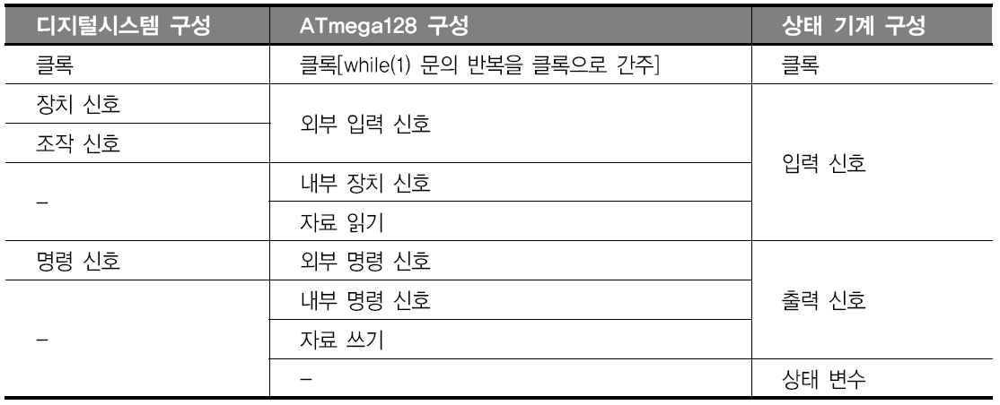 디지털시스템 구성 ATmega128 구성 상태 기계 구성
클록 클록[while(1) 문의 반복을 클록으로 간주] 클록
장치 신호
외부 입력 신호
조작 신호
입력 신호
내부 장치 신호
–
자료 읽기
명령 신호 외부 명령 신호
내부 명령 신호 출력 신호
– 자료 쓰기
– 상태 변수